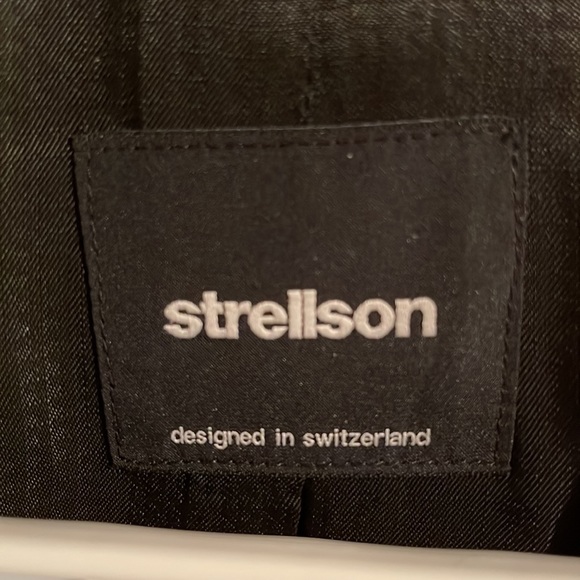 strellson
designed in switzerland